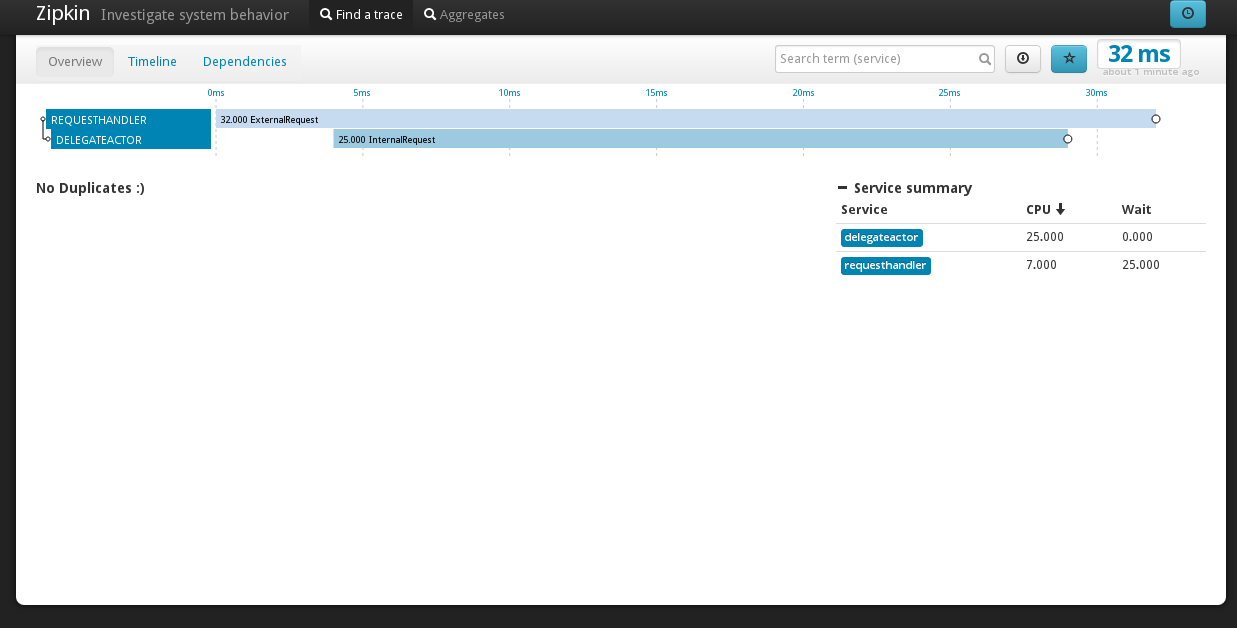 Zipkin Investigate system behavior Find a trace Aggregates
Overview Timeline Dependencies Search term (service) 32 ms
about 1 minute ago
0ms 5ms 10ms 15ms 20ms 25ms 30ms
REQUESTHANDLER 32.000 ExternalRequest
DELEGATEACTOR 25.000 InternalRequest
No Duplicates :)
Service summary
Service CPU Wait
delegateactor 25.000 0.000
requesthandler 7.000 25.000